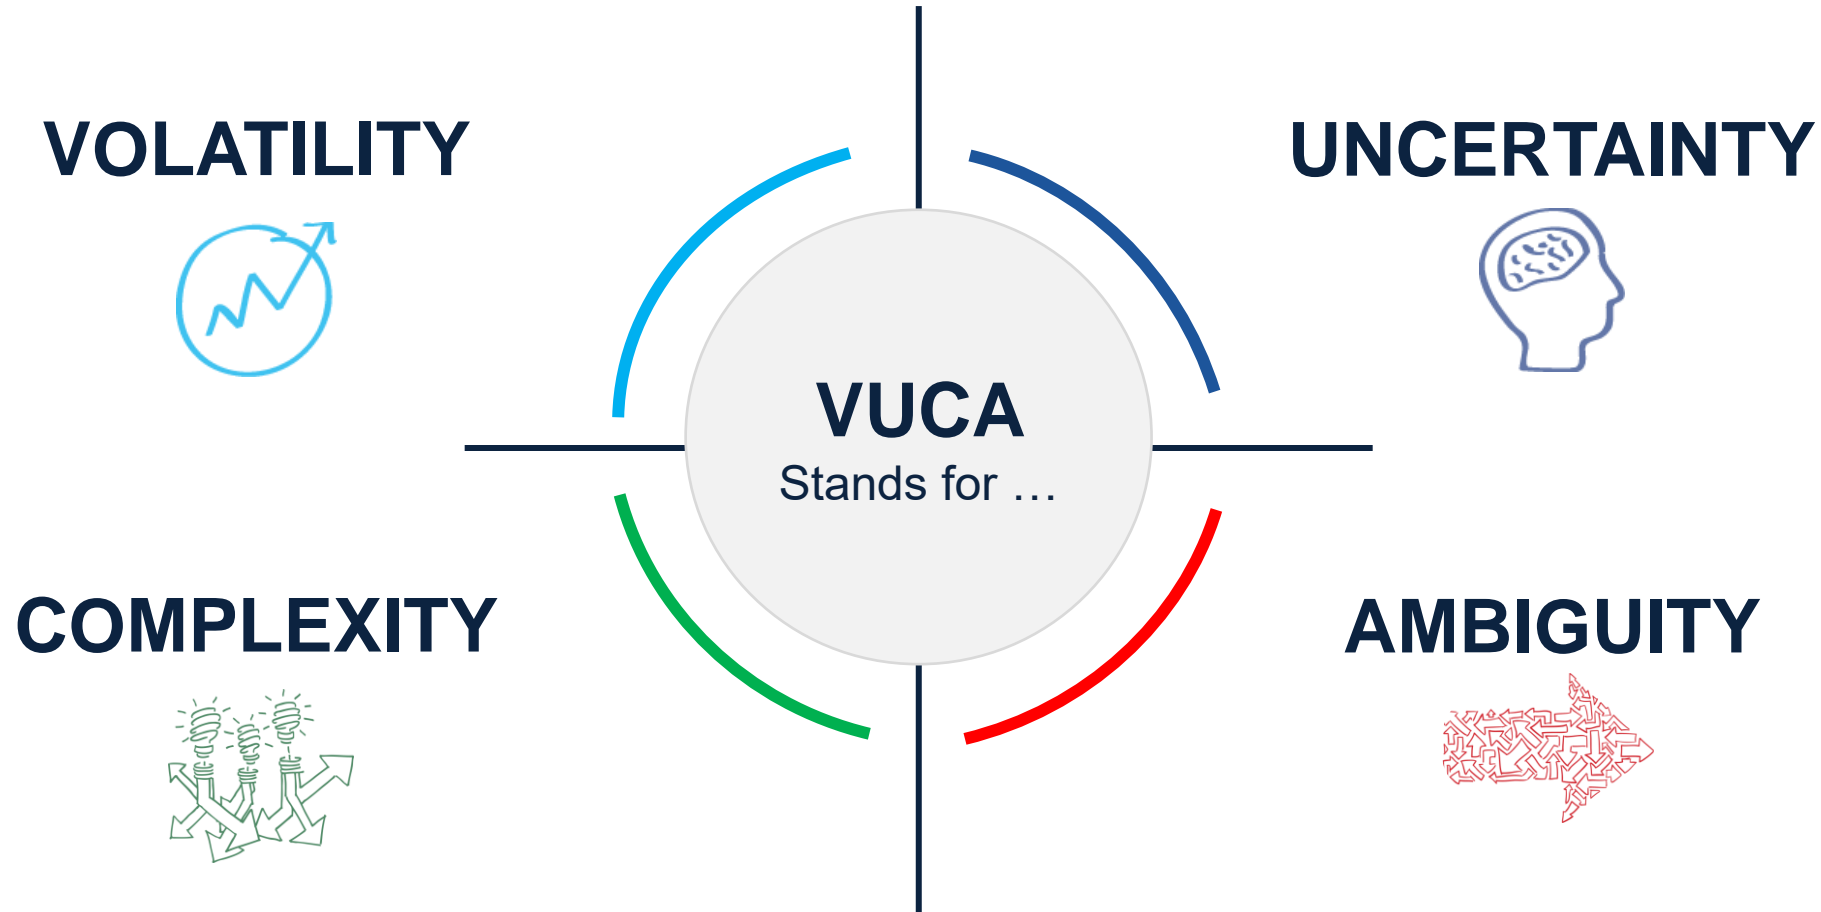 VOLATILITY
UNCERTAINTY
VUCA
Stands for …
COMPLEXITY
AMBIGUITY